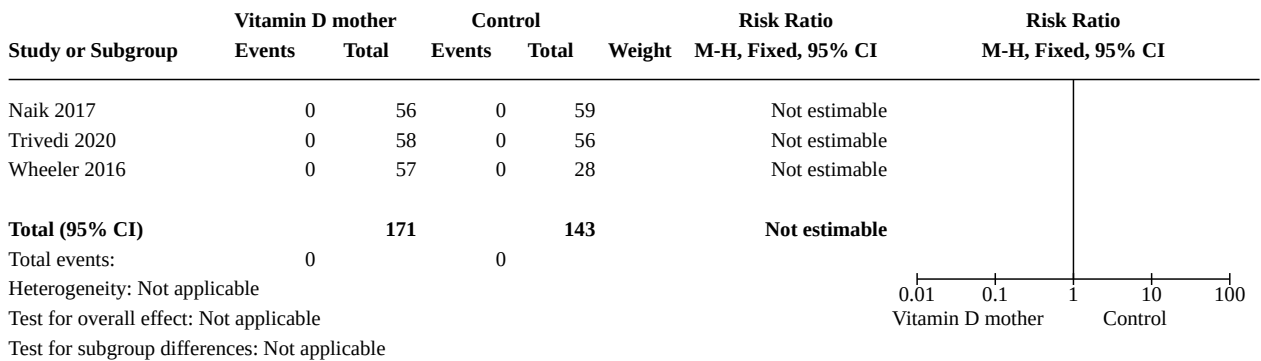 Vitamin D mother Control Risk Ratio Risk Ratio
Study or Subgroup Events Total Events Total Weight M-H, Fixed, 95% CI M-H, Fixed, 95% CI
Naik 2017 0 56 0 59 Not estimable
Trivedi 2020 0 58 0 56 Not estimable
Wheeler 2016 0 57 0 28 Not estimable
Total (95% CI) 171 143 Not estimable
Total events: 0 0
Heterogeneity: Not applicable
0.01 0.1 1 10 100
Test for overall effect: Not applicable
Vitamin D mother Control
Test for subgroup differences: Not applicable